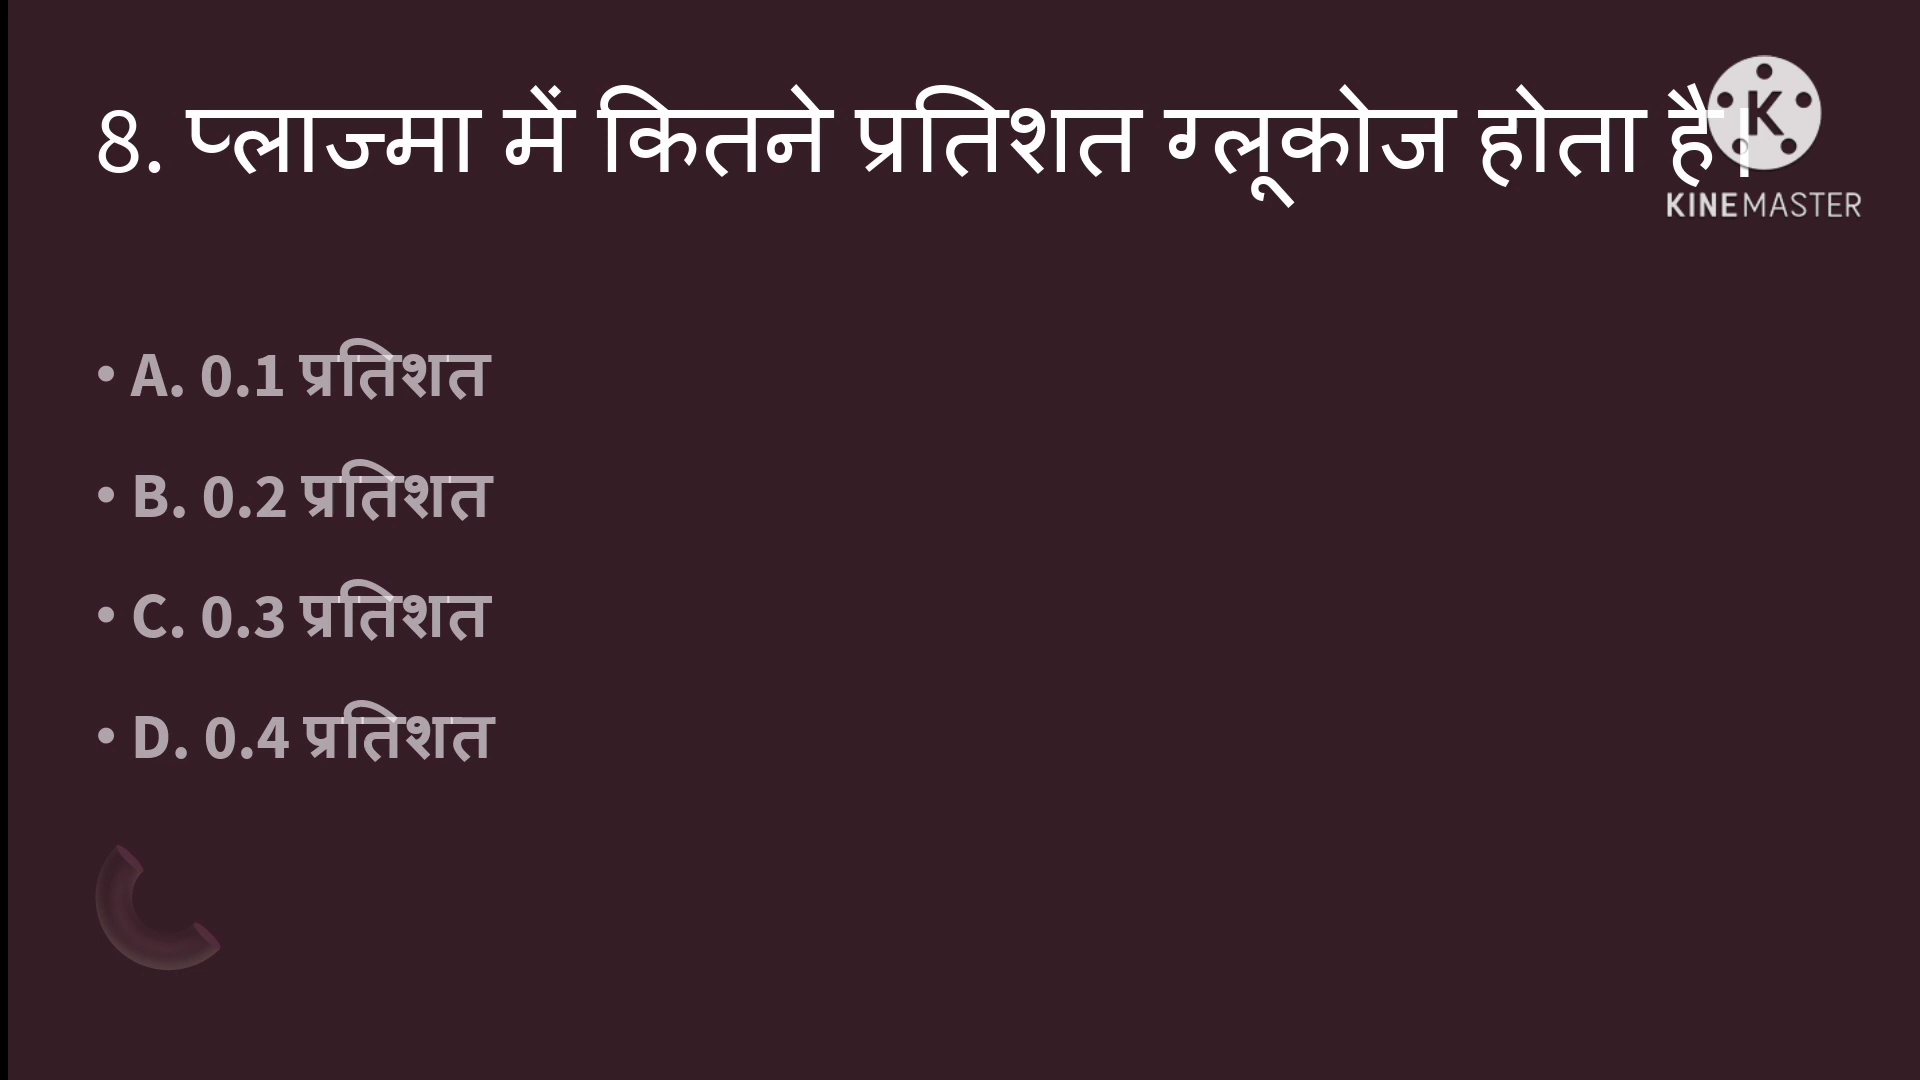 8. प्लाज्मा में कितने प्रतिशत ग्लूकोज होता है।
K
KINEMASTER
• A. 0.1 प्रतिशत
• B. 0.2 प्रतिशत
• C. 0.3 प्रतिशत
• D. 0.4 प्रतिशत